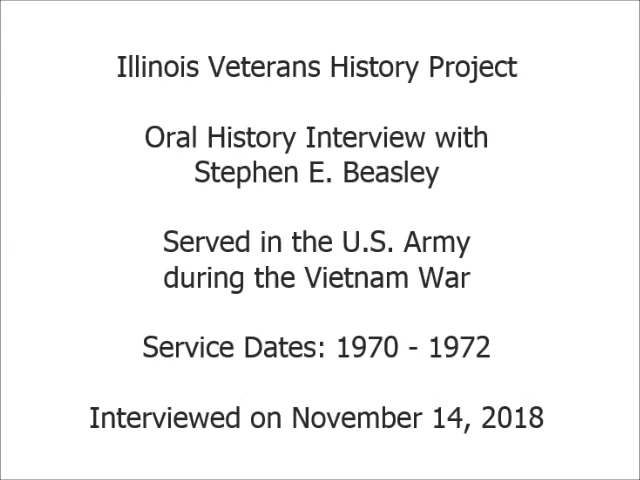 Illinois Veterans History Project
Oral History Interview with
Stephen E. Beasley
Served in the U.S. Army
during the Vietnam War
Service Dates: 1970 - 1972
Interviewed on November 14, 2018